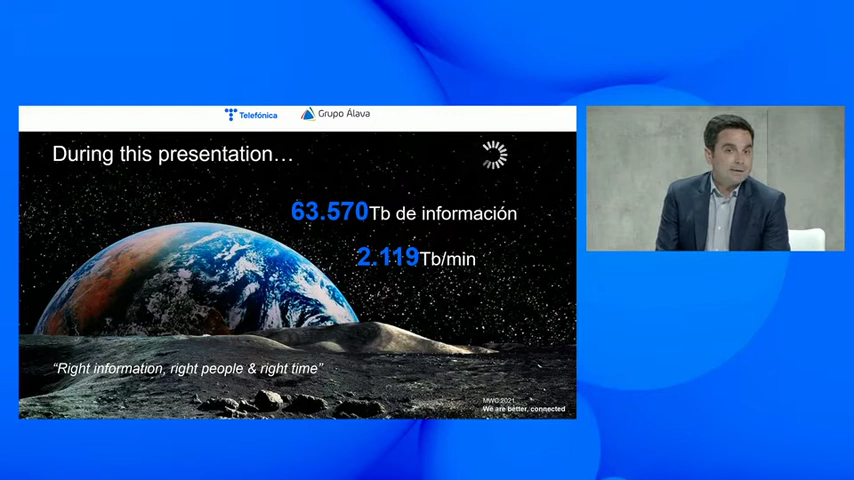 Telefónica
Grupo Álava
During this presentation...
63.570Tb de información
2.119Tb/min
“Right information, right people & right time”
MWC 2021
We are better, connected